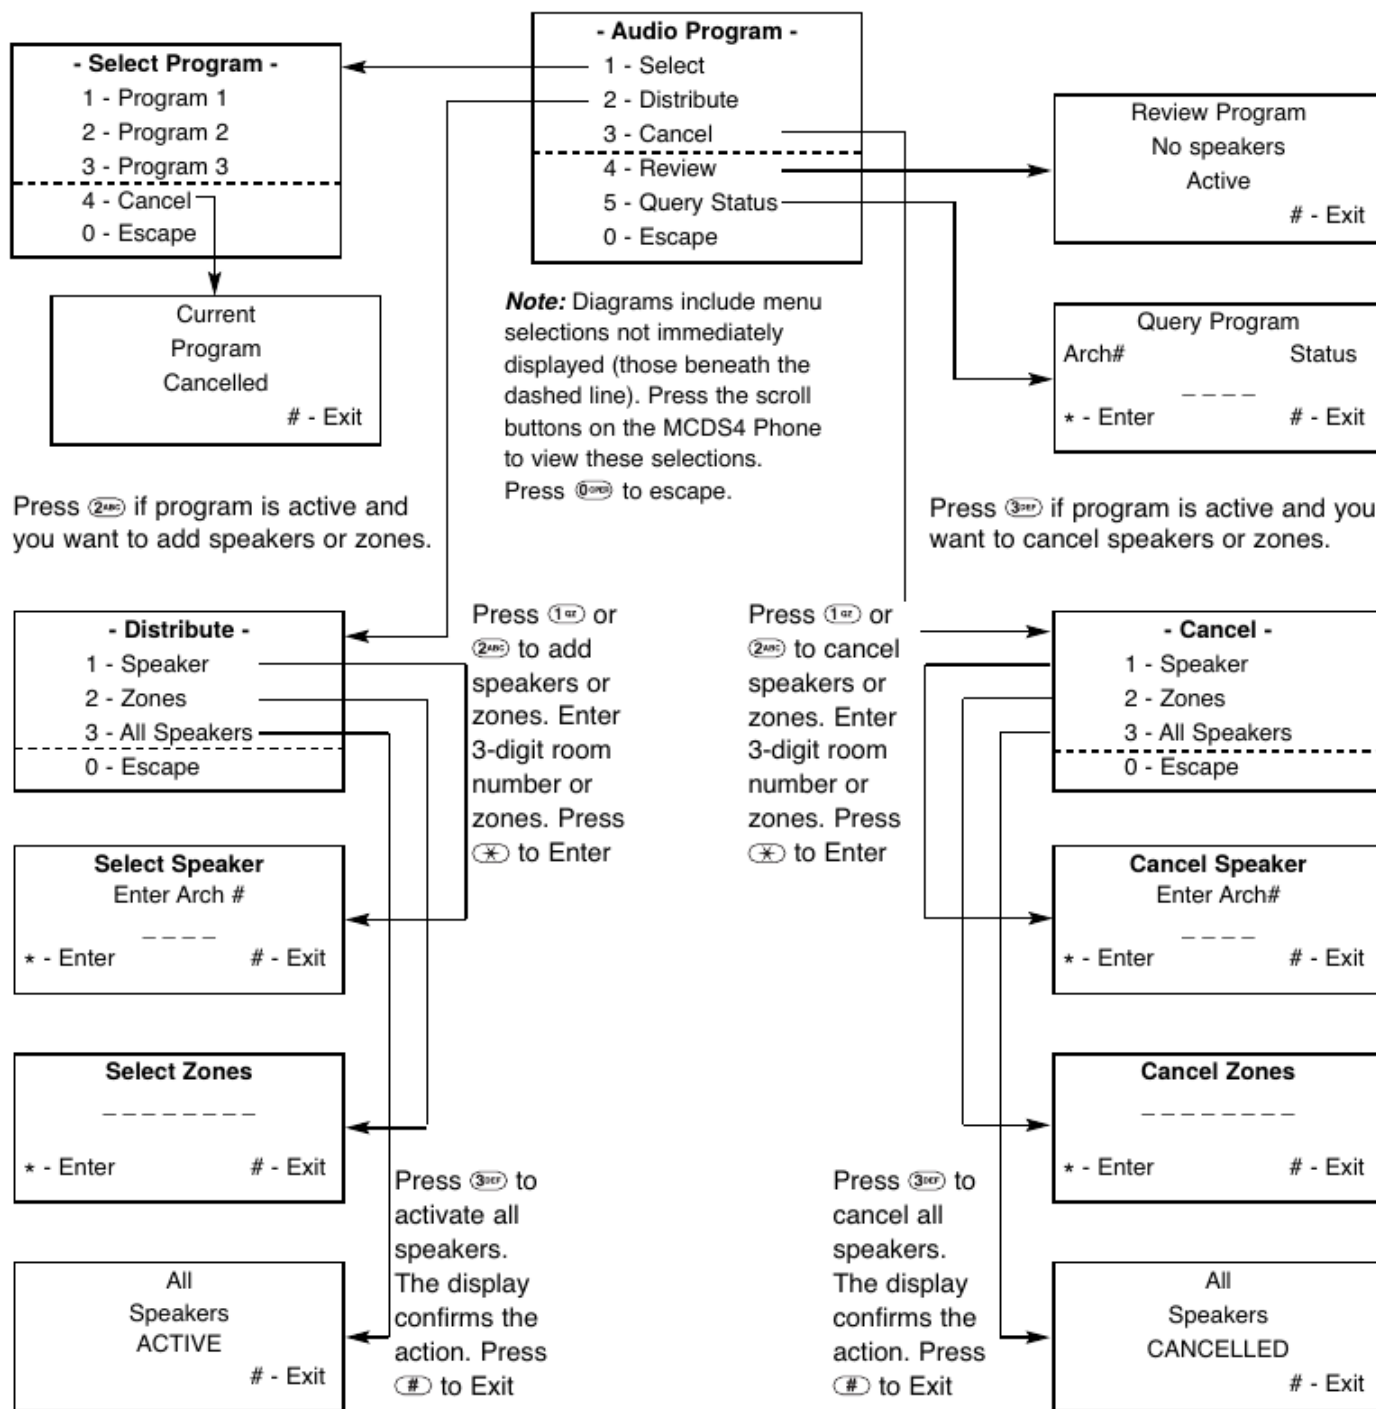 - Audio Program -
1 - Select
2 - Distribute
3 - Cancel
4 - Review
5 - Query Status
0 - Escape
- Select Program -
1 - Program 1
2 - Program 2
3 - Program 3
4 - Cancel
0 - Escape
Current
Program
Cancelled
# - Exit
Note: Diagrams include menu
selections not immediately
displayed (those beneath the
dashed line). Press the scroll
buttons on the MCDS4 Phone
to view these selections.
Press 0 OPER to escape.
Review Program
No speakers
Active
# - Exit
Query Program
Arch# Status
_ _ _ _
* - Enter # - Exit
Press 2 ABC if program is active and
you want to add speakers or zones.
Press 3 DEF if program is active and you
want to cancel speakers or zones.
- Distribute -
1 - Speaker
2 - Zones
3 - All Speakers
0 - Escape
Press 1 QZ or
2 ABC to add
speakers or
zones. Enter
3-digit room
number or
zones. Press
* to Enter
Press 1 QZ or
2 ABC to cancel
speakers or
zones. Enter
3-digit room
number or
zones. Press
* to Enter
- Cancel -
1 - Speaker
2 - Zones
3 - All Speakers
0 - Escape
Select Speaker
Enter Arch #
_ _ _ _
* - Enter # - Exit
Cancel Speaker
Enter Arch#
_ _ _ _
* - Enter # - Exit
Select Zones
_ _ _ _ _ _ _ _
* - Enter # - Exit
Cancel Zones
_ _ _ _ _ _ _ _
* - Enter # - Exit
Press 3 DEF to
activate all
speakers.
The display
confirms the
action. Press
# to Exit
Press 3 DEF to
cancel all
speakers.
The display
confirms the
action. Press
# to Exit
All
Speakers
ACTIVE
# - Exit
All
Speakers
CANCELLED
# - Exit